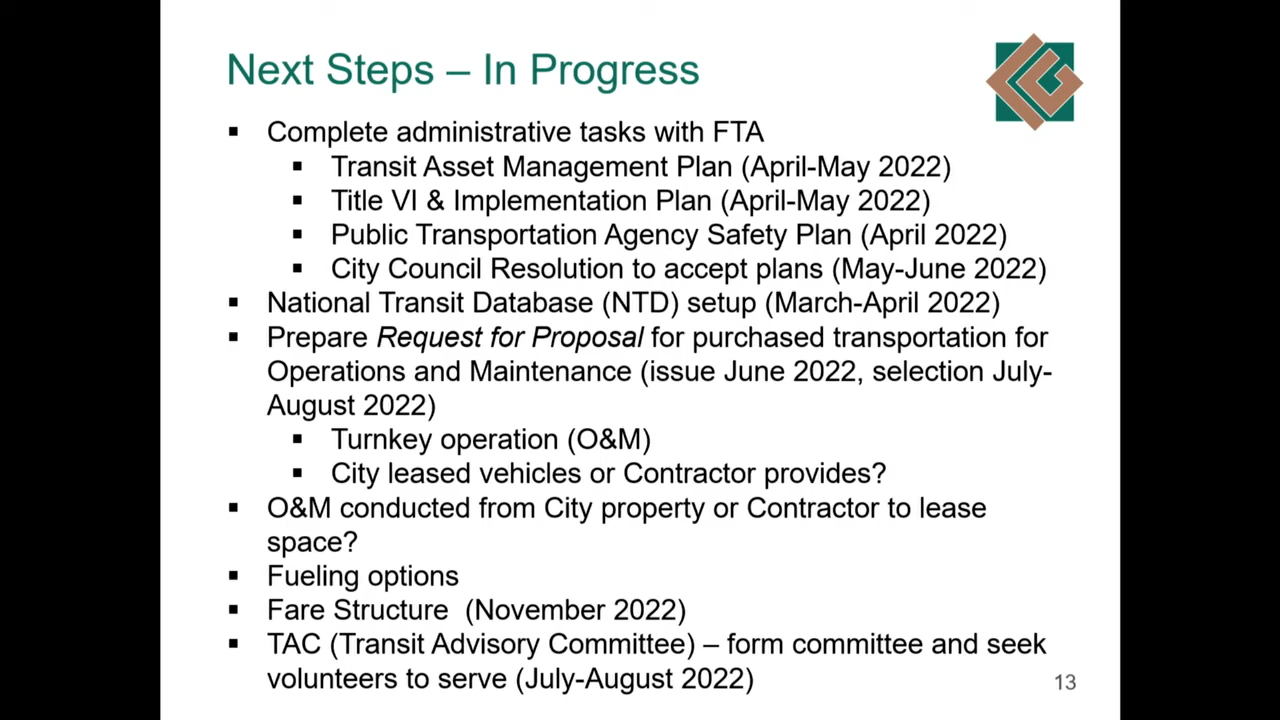 Next Steps – In Progress
▪ Complete administrative tasks with FTA
▪ Transit Asset Management Plan (April-May 2022)
▪ Title VI & Implementation Plan (April-May 2022)
▪ Public Transportation Agency Safety Plan (April 2022)
▪ City Council Resolution to accept plans (May-June 2022)
▪ National Transit Database (NTD) setup (March-April 2022)
▪ Prepare Request for Proposal for purchased transportation for
Operations and Maintenance (issue June 2022, selection July-
August 2022)
▪ Turnkey operation (O&M)
▪ City leased vehicles or Contractor provides?
▪ O&M conducted from City property or Contractor to lease
space?
▪ Fueling options
▪ Fare Structure  (November 2022)
▪ TAC (Transit Advisory Committee) – form committee and seek
volunteers to serve (July-August 2022)
13